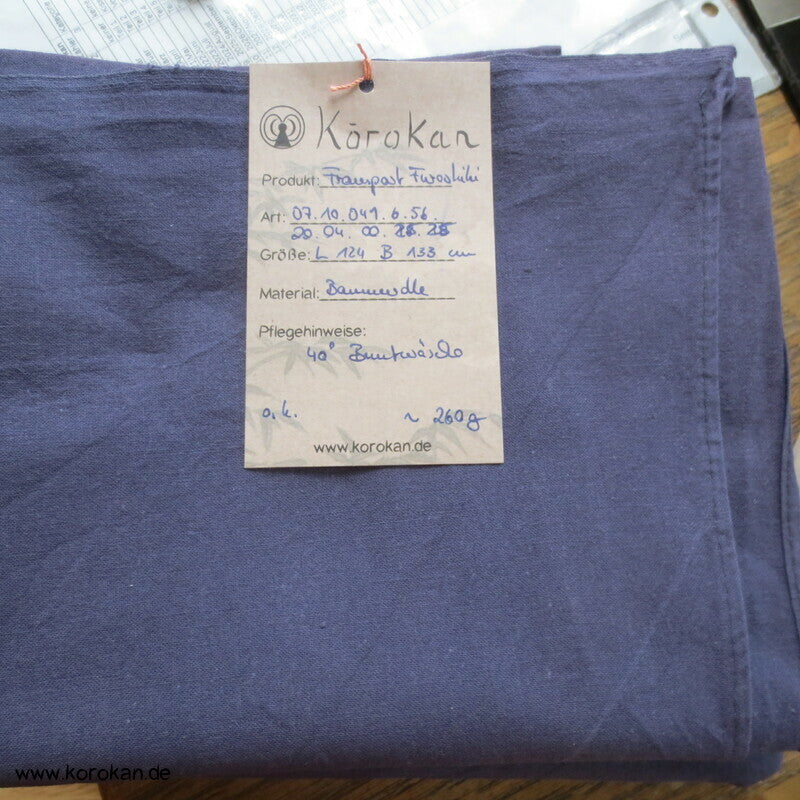 Kōrokan
Produkt: Transport Furoshiki
Art: 07.10.041.6.56.
20.04.00.28.28
Größe: L 124 B 133 cm
Material: Baumwolle
Pflegehinweise:
40° Buntwäsche
o.k. ~ 260g
www.korokan.de
www.korokan.de